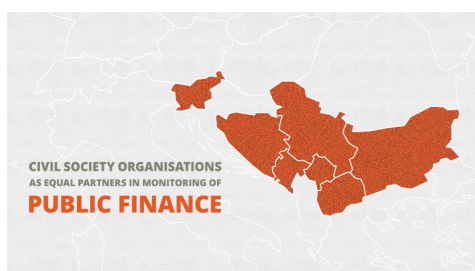 CIVIL SOCIETY ORGANISATIONS
AS EQUAL PARTNERS IN MONITORING OF
PUBLIC FINANCE